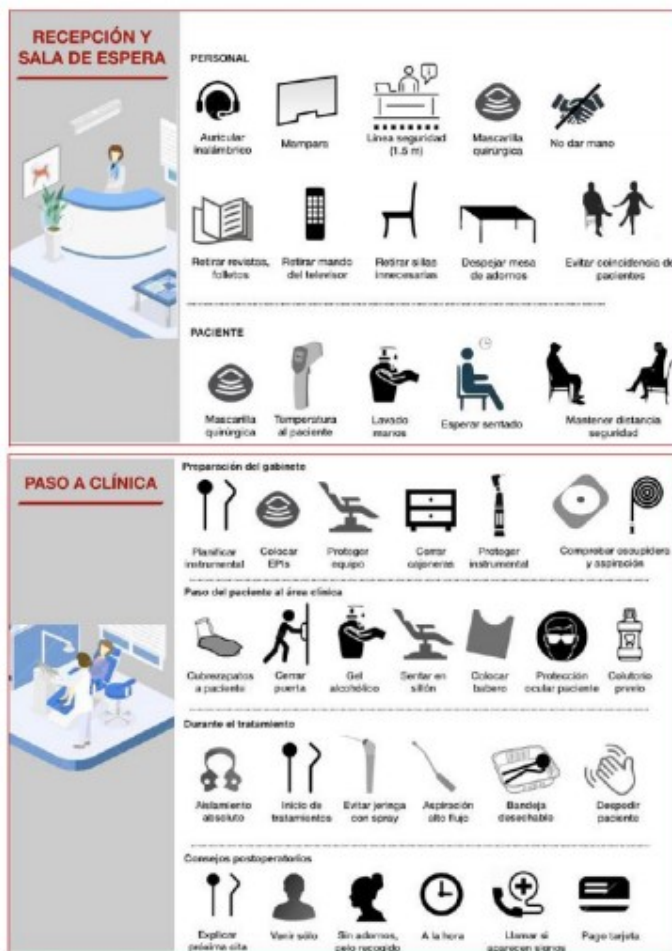 RECEPCIÓN Y
SALA DE ESPERA
PERSONAL
Auricular
inalámbrico
Mampara
Línea seguridad
(1.5 m)
Mascarilla
quirúrgica
No dar mano
Retirar revistas,
folletos
Retirar mando
del televisor
Retirar sillas
innecesarias
Despejar mesa
de adornos
Evitar coincidencia de
pacientes
PACIENTE
Mascarilla
quirúrgica
Temperatura
al paciente
Lavado
manos
Esperar sentado
Mantener distancia
seguridad
PASO A CLÍNICA
Preparación del gabinete
Planificar
instrumental
Colocar
EPIs
Proteger
equipo
Cerrar
cajoneras
Proteger
instrumental
Comprobar escupidera
y aspiración
Paso del paciente al área clínica
Cubrezapatos
a paciente
Cerrar
puerta
Gel
alcohólico
Sentar en
sillón
Colocar
babero
Protección
ocular paciente
Colutorio
previo
Durante el tratamiento
Aislamiento
absoluto
Inicio de
tratamientos
Evitar jeringa
con spray
Aspiración
alto flujo
Bandeja
desechable
Despedir
paciente
Consejos postoperatorios
Explicar
próxima cita
Venir sólo
Sin adornos,
pelo recogido
A la hora
Llamar si
aparecen signos
Pago tarjeta